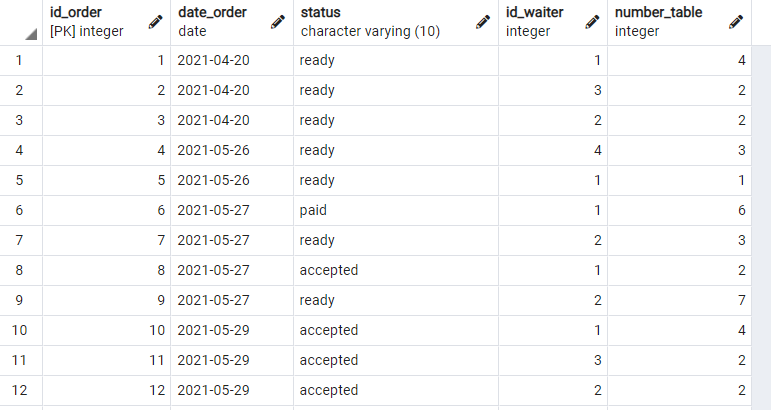 id_order date_order status id_waiter number_table
[PK] integer date character varying (10) integer integer
1 1 2021-04-20 ready 1 4
2 2 2021-04-20 ready 3 2
3 3 2021-04-20 ready 2 2
4 4 2021-05-26 ready 4 3
5 5 2021-05-26 ready 1 1
6 6 2021-05-27 paid 1 6
7 7 2021-05-27 ready 2 3
8 8 2021-05-27 accepted 1 2
9 9 2021-05-27 ready 2 7
10 10 2021-05-29 accepted 1 4
11 11 2021-05-29 accepted 3 2
12 12 2021-05-29 accepted 2 2